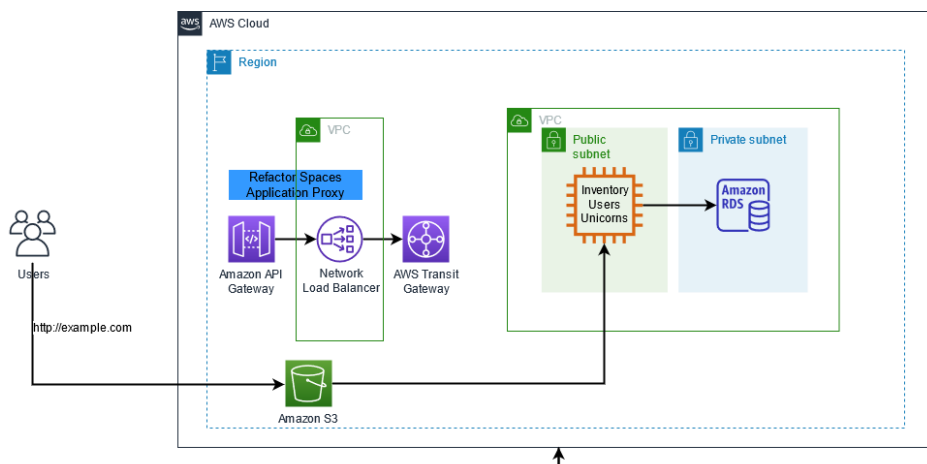 aws
AWS Cloud
Region
VPC
Refactor Spaces
Application Proxy
Amazon API
Gateway
Network
Load Balancer
AWS Transit
Gateway
VPC
Public
subnet
Inventory
Users
Unicorns
Private subnet
Amazon
RDS
Users
http://example.com
Amazon S3